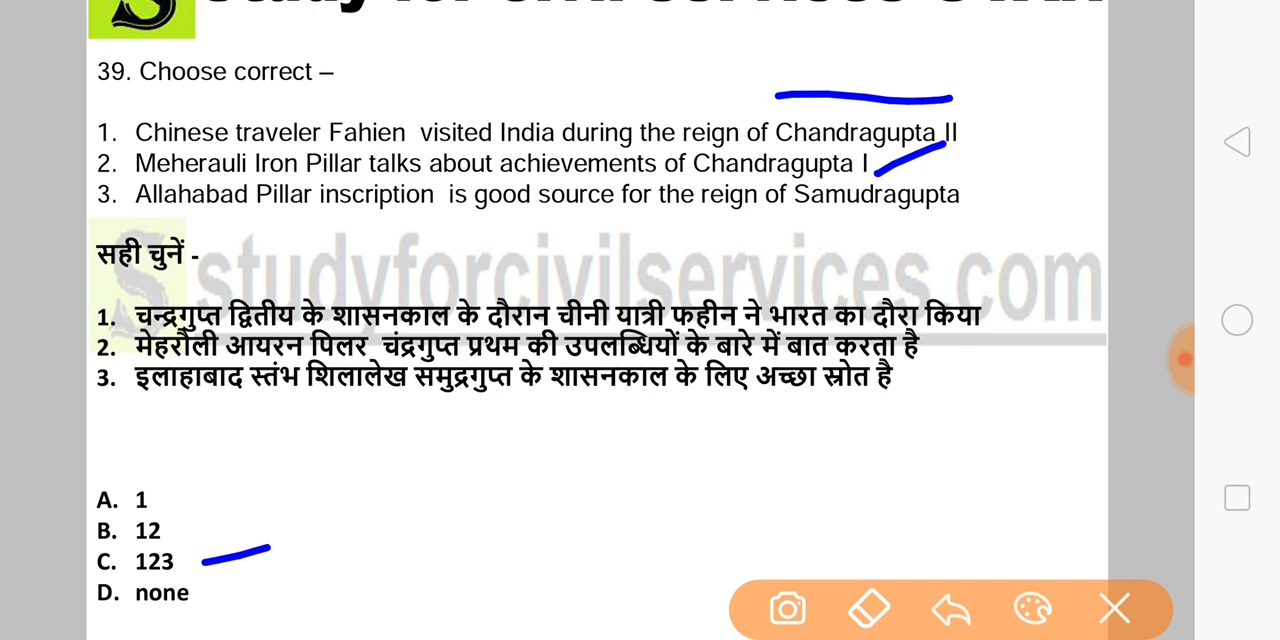 39. Choose correct –
1. Chinese traveler Fahien visited India during the reign of Chandragupta II
2. Meherauli Iron Pillar talks about achievements of Chandragupta I
3. Allahabad Pillar inscription is good source for the reign of Samudragupta
studyforcivilservices.com
सही चुनें -
1. चन्द्रगुप्त द्वितीय के शासनकाल के दौरान चीनी यात्री फहीन ने भारत का दौरा किया
2. मेहरौली आयरन पिलर चंद्रगुप्त प्रथम की उपलब्धियों के बारे में बात करता है
3. इलाहाबाद स्तंभ शिलालेख समुद्रगुप्त के शासनकाल के लिए अच्छा स्रोत है
A. 1
B. 12
C. 123
D. none